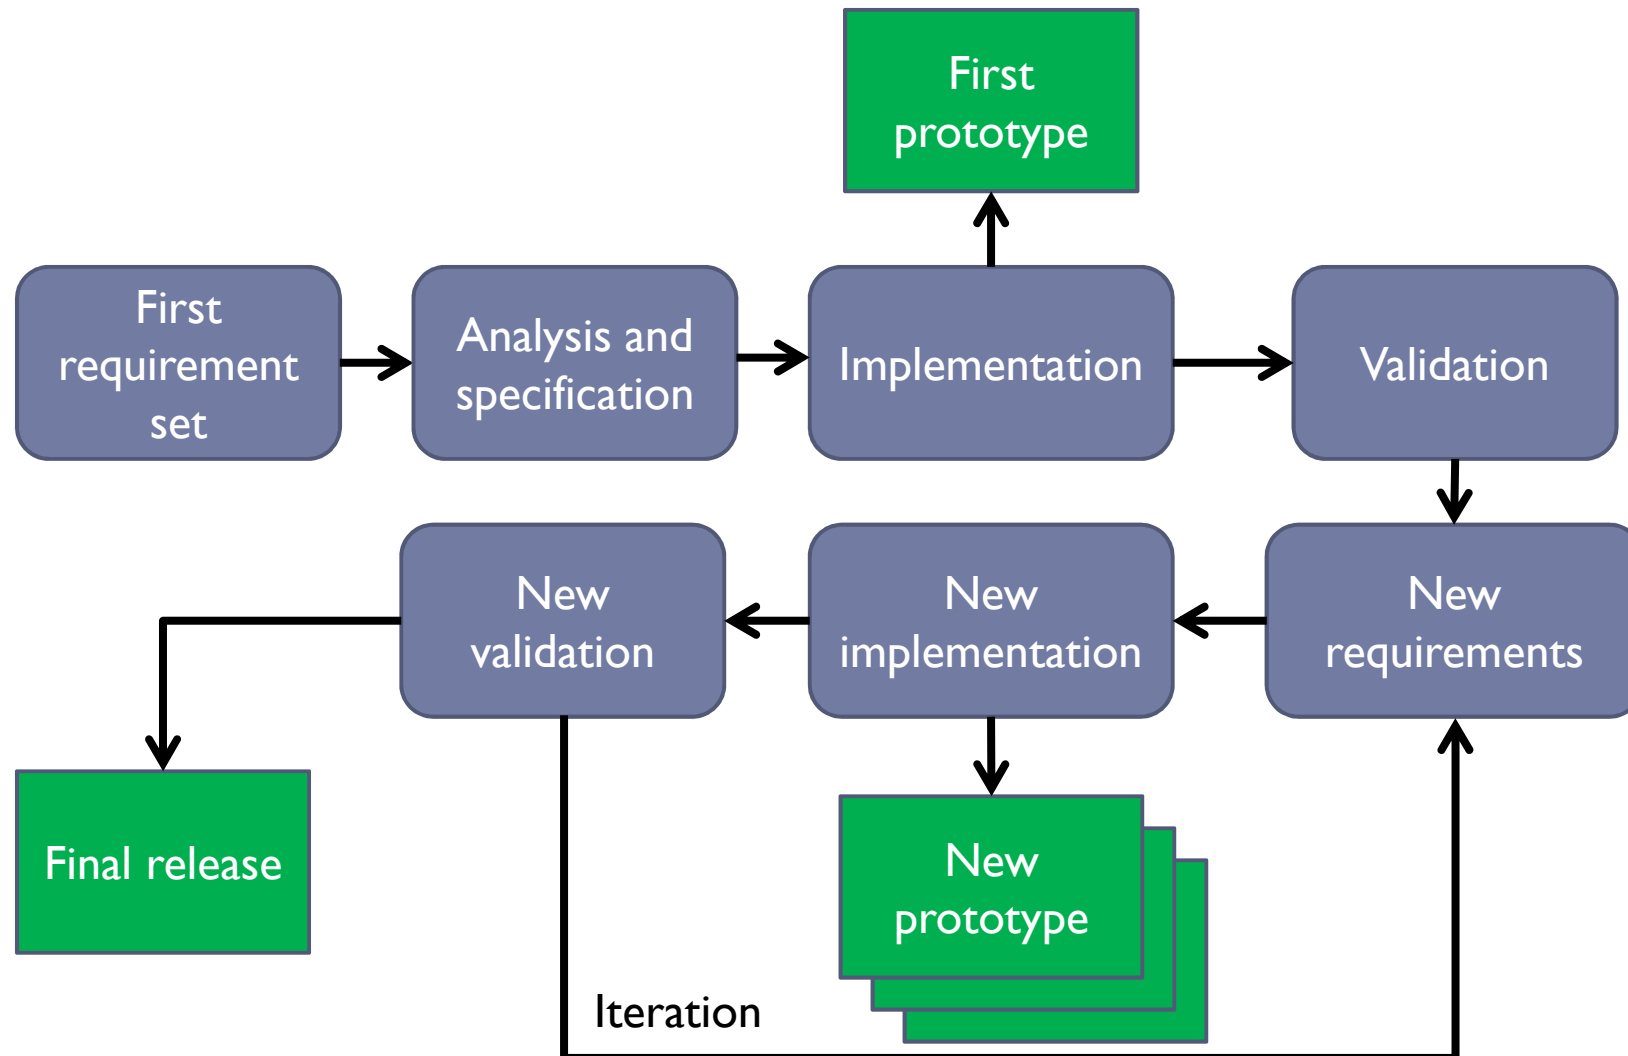 First
prototype
First
requirement
set
Analysis and
specification
Implementation
Validation
New
validation
New
implementation
New
requirements
Final release
New
prototype
Iteration